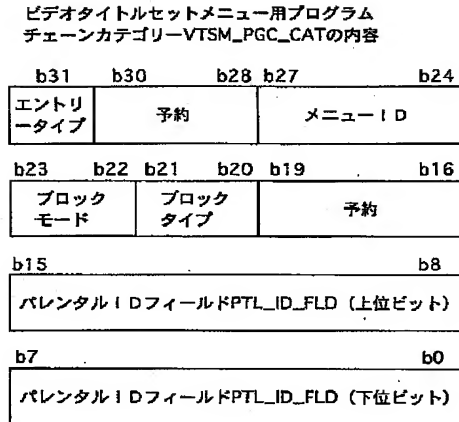 ビデオタイトルセットメニュー用プログラム
チェーンカテゴリーVTSM_PGC_CATの内容
b31 b30 b28 b27 b24
エントリ
ータイプ
予約
メニューID
b23 b22 b21 b20 b19 b16
ブロック
モード
ブロック
タイプ
予約
b15 b8
パレンタルIDフィールドPTL_ID_FLD(上位ビット)
b7 b0
パレンタルIDフィールドPTL_ID_FLD(下位ビット)